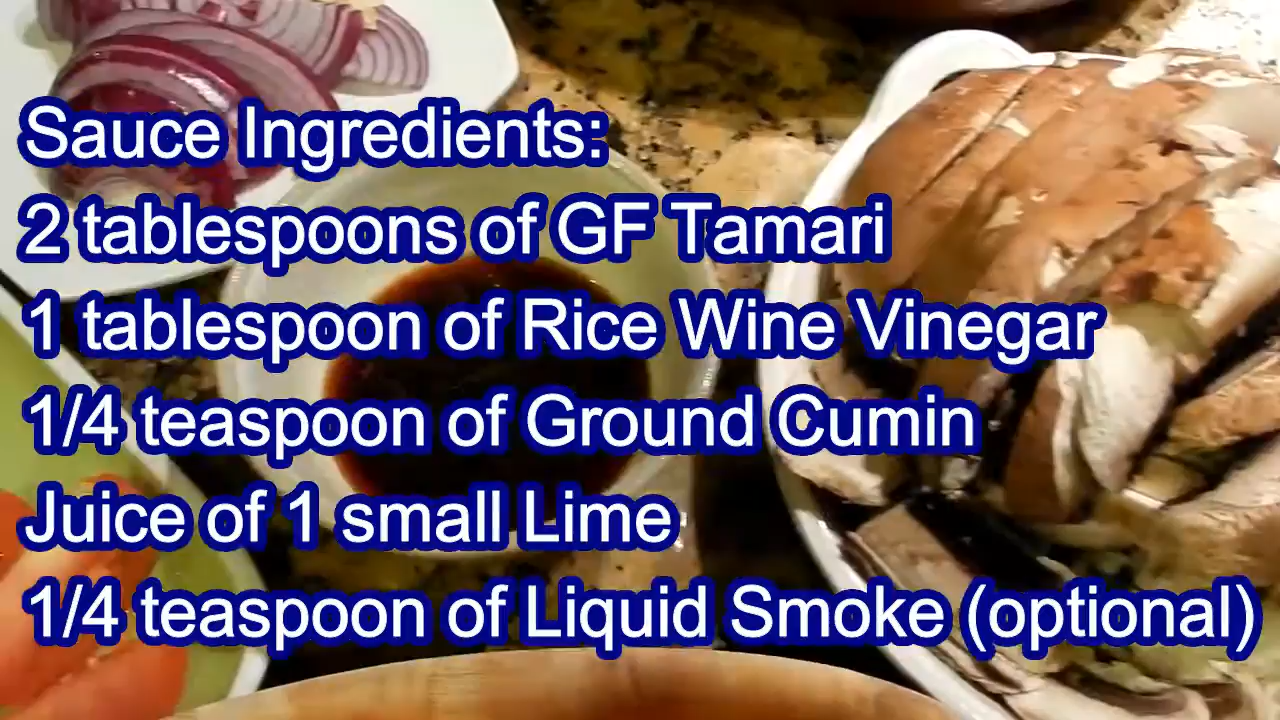 Sauce Ingredients:
2 tablespoons of GF Tamari
1 tablespoon of Rice Wine Vinegar
1/4 teaspoon of Ground Cumin
Juice of 1 small Lime
1/4 teaspoon of Liquid Smoke (optional)